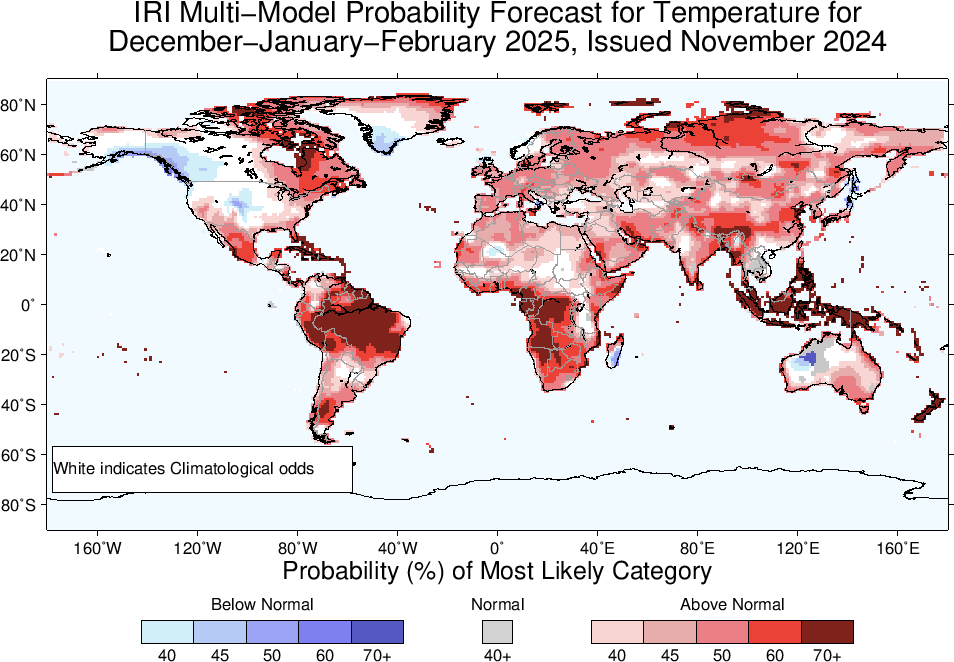 IRI Multi−Model Probability Forecast for Temperature for
December−January−February 2025, Issued November 2024
80˚N
60˚N
40˚N
20˚N
0˚
20˚S
40˚S
60˚S
80˚S
White indicates Climatological odds
160˚W 120˚W 80˚W 40˚W 0˚ 40˚E 80˚E 120˚E 160˚E
Probability (%) of Most Likely Category
Below Normal Normal Above Normal
40 45 50 60 70+ 40+ 40 45 50 60 70+